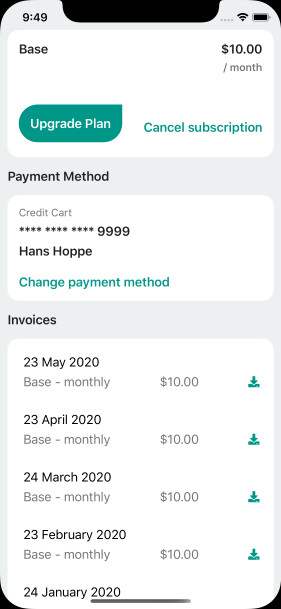 9:49
Base $10.00
/ month
Upgrade Plan Cancel subscription
Payment Method
Credit Cart
**** **** **** 9999
Hans Hoppe
Change payment method
Invoices
23 May 2020
Base - monthly $10.00
23 April 2020
Base - monthly $10.00
24 March 2020
Base - monthly $10.00
23 February 2020
Base - monthly $10.00
24 January 2020